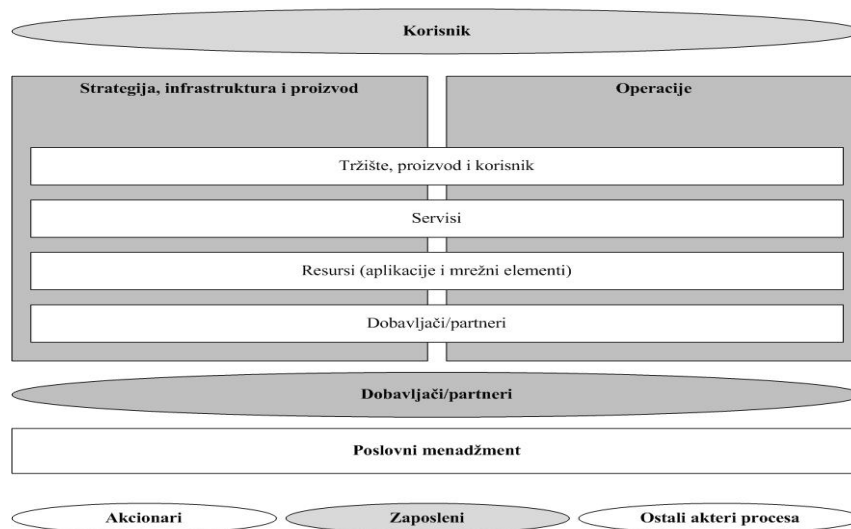 Korisnik
Strategija, infrastruktura i proizvod
Operacije
Tržište, proizvod i korisnik
Servisi
Resursi (aplikacije i mrežni elementi)
Dobavljači/partneri
Dobavljači/partneri
Poslovni menadžment
Akcionari
Zaposleni
Ostali akteri procesa